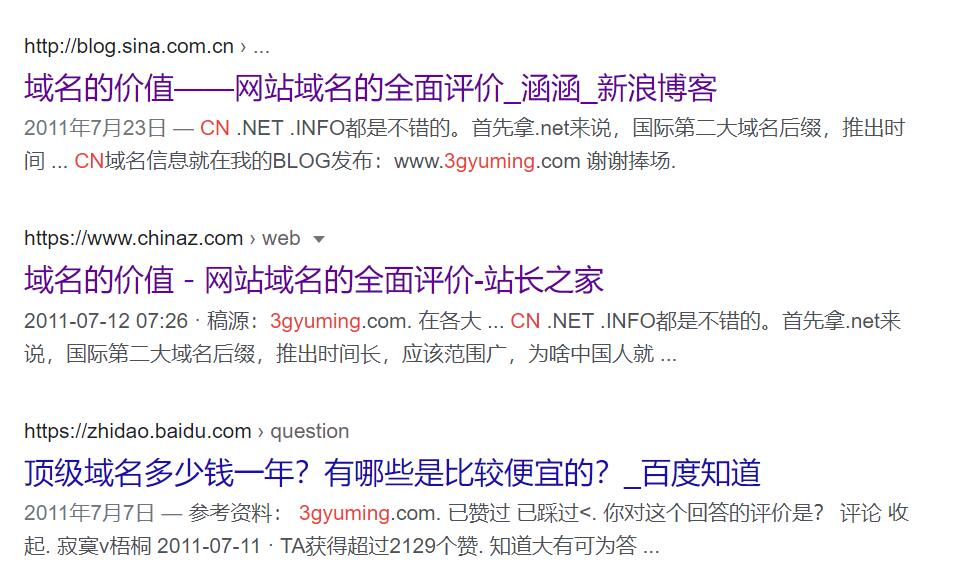 http://blog.sina.com.cn › ...
域名的价值——网站域名的全面评价_涵涵_新浪博客
2011年7月23日 — CN .NET .INFO都是不错的。首先拿.net来说，国际第二大域名后缀，推出时
间 ... CN域名信息就在我的BLOG发布：www.3gyuming.com 谢谢捧场.
https://www.chinaz.com › web
域名的价值 - 网站域名的全面评价-站长之家
2011-07-12 07:26 · 稿源：3gyuming.com. 在各大 ... CN .NET .INFO都是不错的。首先拿.net来
说，国际第二大域名后缀，推出时间长，应该范围广，为啥中国人就 ...
https://zhidao.baidu.com › question
顶级域名多少钱一年？有哪些是比较便宜的？_百度知道
2011年7月7日 — 参考资料： 3gyuming.com. 已赞过 已踩过<. 你对这个回答的评价是？ 评论 收
起. 寂寞v梧桐 2011-07-11 · TA获得超过2129个赞. 知道大有可为答 ...